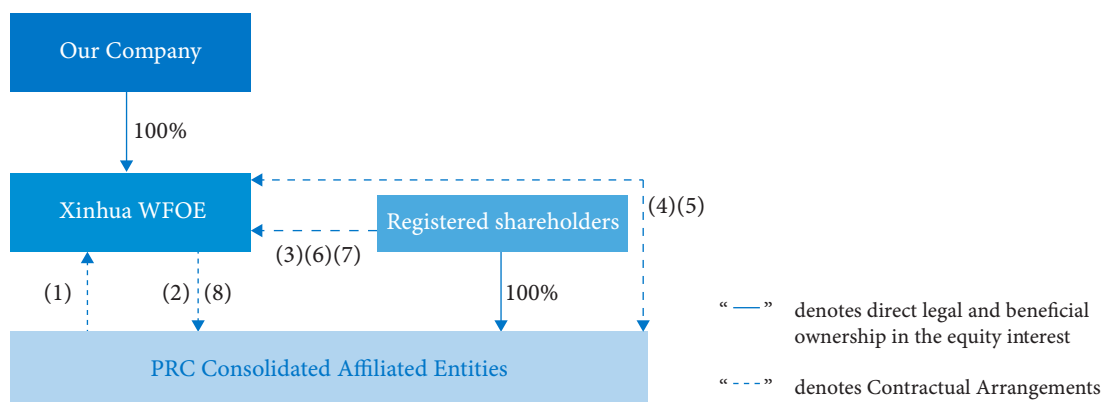 Our Company
100%
Xinhua WFOE
Registered shareholders
(4)(5)
(3)(6)(7)
(1)
(2)
(8)
100%
“ — ” denotes direct legal and beneficial
ownership in the equity interest
PRC Consolidated Affiliated Entities
“ --- ” denotes Contractual Arrangements